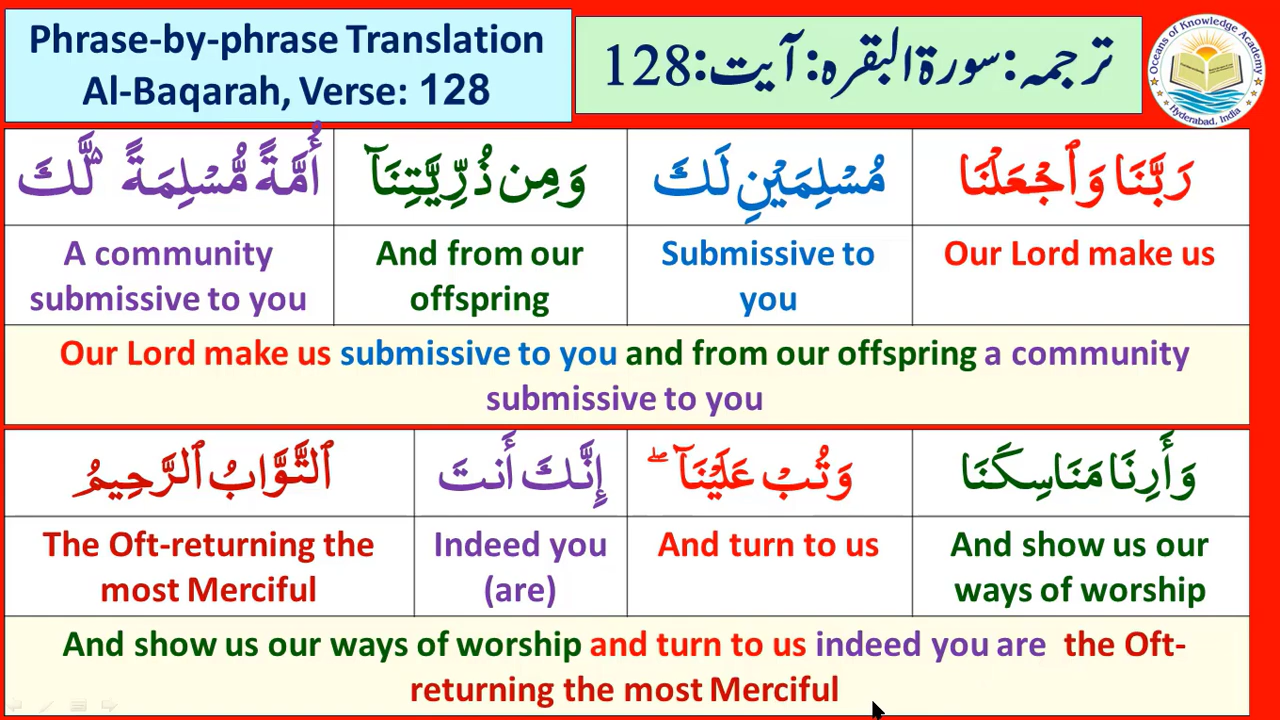 Phrase-by-phrase Translation
Al-Baqarah, Verse: 128
ترجمہ: سورۃ البقرہ: آیت: 128
Oceans of Knowledge Academy
Hyderabad, India
رَبَّنَا وَٱجْعَلْنَا
مُسْلِمَيْنِ لَكَ
وَمِن ذُرِّيَّتِنَآ
أُمَّةً مُّسْلِمَةً لَّكَ
Our Lord make us
Submissive to
you
And from our
offspring
A community
submissive to you
Our Lord make us submissive to you and from our offspring a community
submissive to you
وَأَرِنَا مَنَاسِكَنَا
وَتُبْ عَلَيْنَآ ۖ
إِنَّكَ أَنتَ
ٱلتَّوَّابُ ٱلرَّحِيمُ
And show us our
ways of worship
And turn to us
Indeed you
(are)
The Oft-returning the
most Merciful
And show us our ways of worship and turn to us indeed you are the Oft-
returning the most Merciful